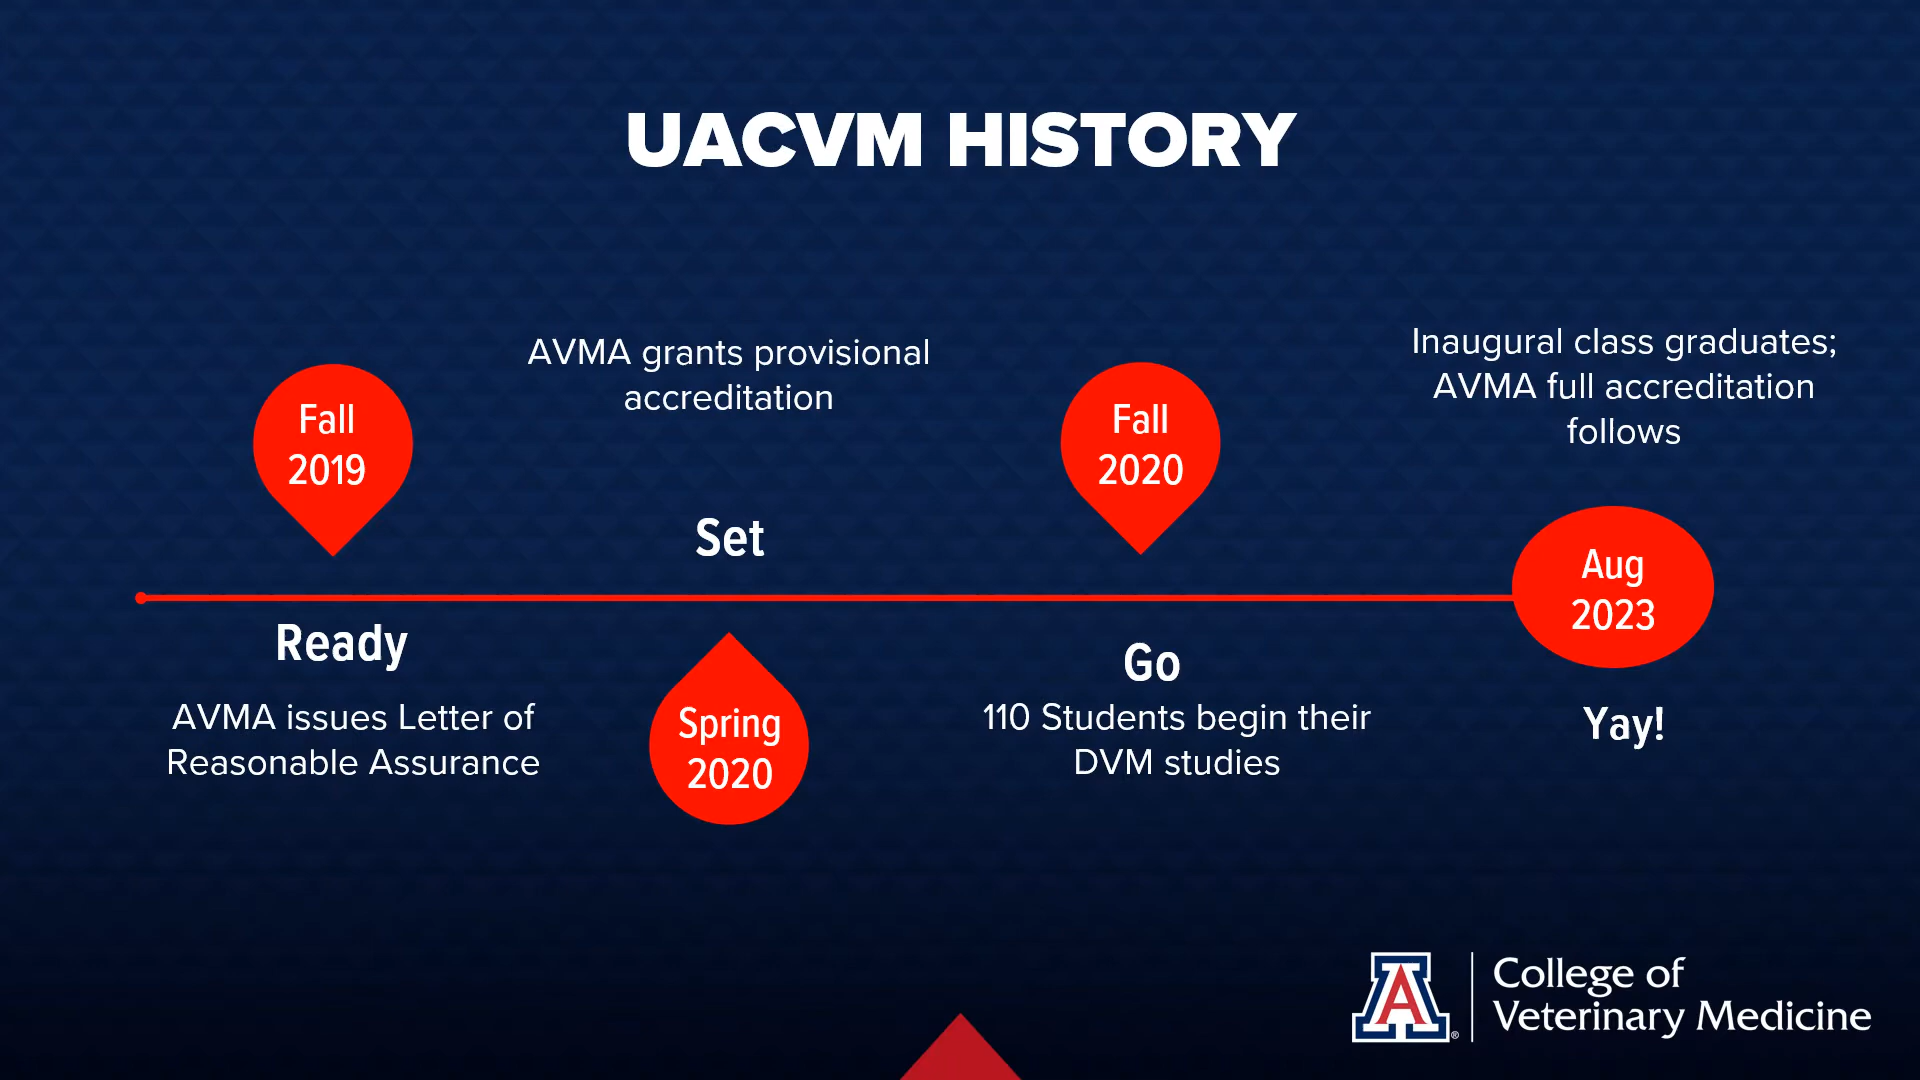 UACVM HISTORY
Fall
2019
Ready
AVMA issues Letter of
Reasonable Assurance
AVMA grants provisional
accreditation
Set
Spring
2020
Fall
2020
Go
110 Students begin their
DVM studies
Inaugural class graduates;
AVMA full accreditation
follows
Aug
2023
Yay!
A®
College of
Veterinary Medicine